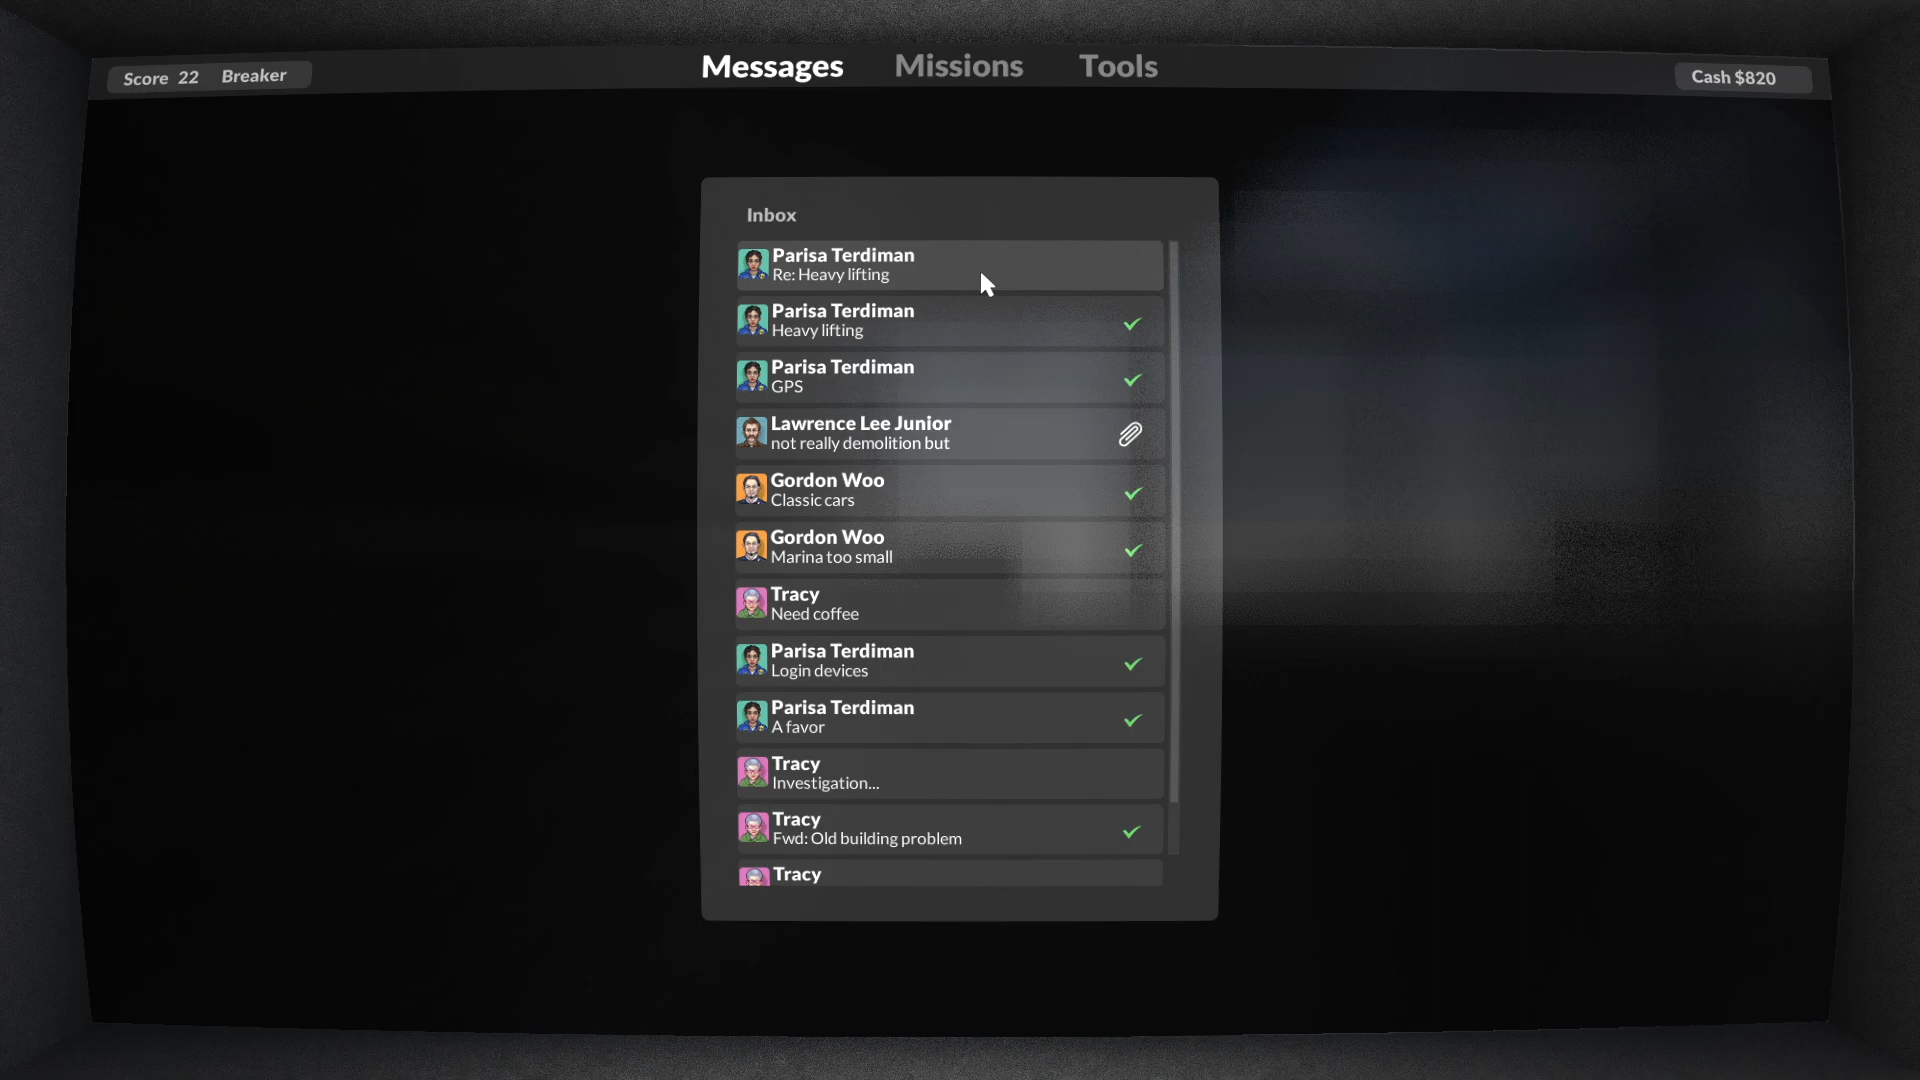 Score 22 Breaker
Messages Missions Tools
Cash $820
Inbox
Parisa Terdiman
Re: Heavy lifting
Parisa Terdiman
Heavy lifting
Parisa Terdiman
GPS
Lawrence Lee Junior
not really demolition but
Gordon Woo
Classic cars
Gordon Woo
Marina too small
Tracy
Need coffee
Parisa Terdiman
Login devices
Parisa Terdiman
A favor
Tracy
Investigation...
Tracy
Fwd: Old building problem
Tracy